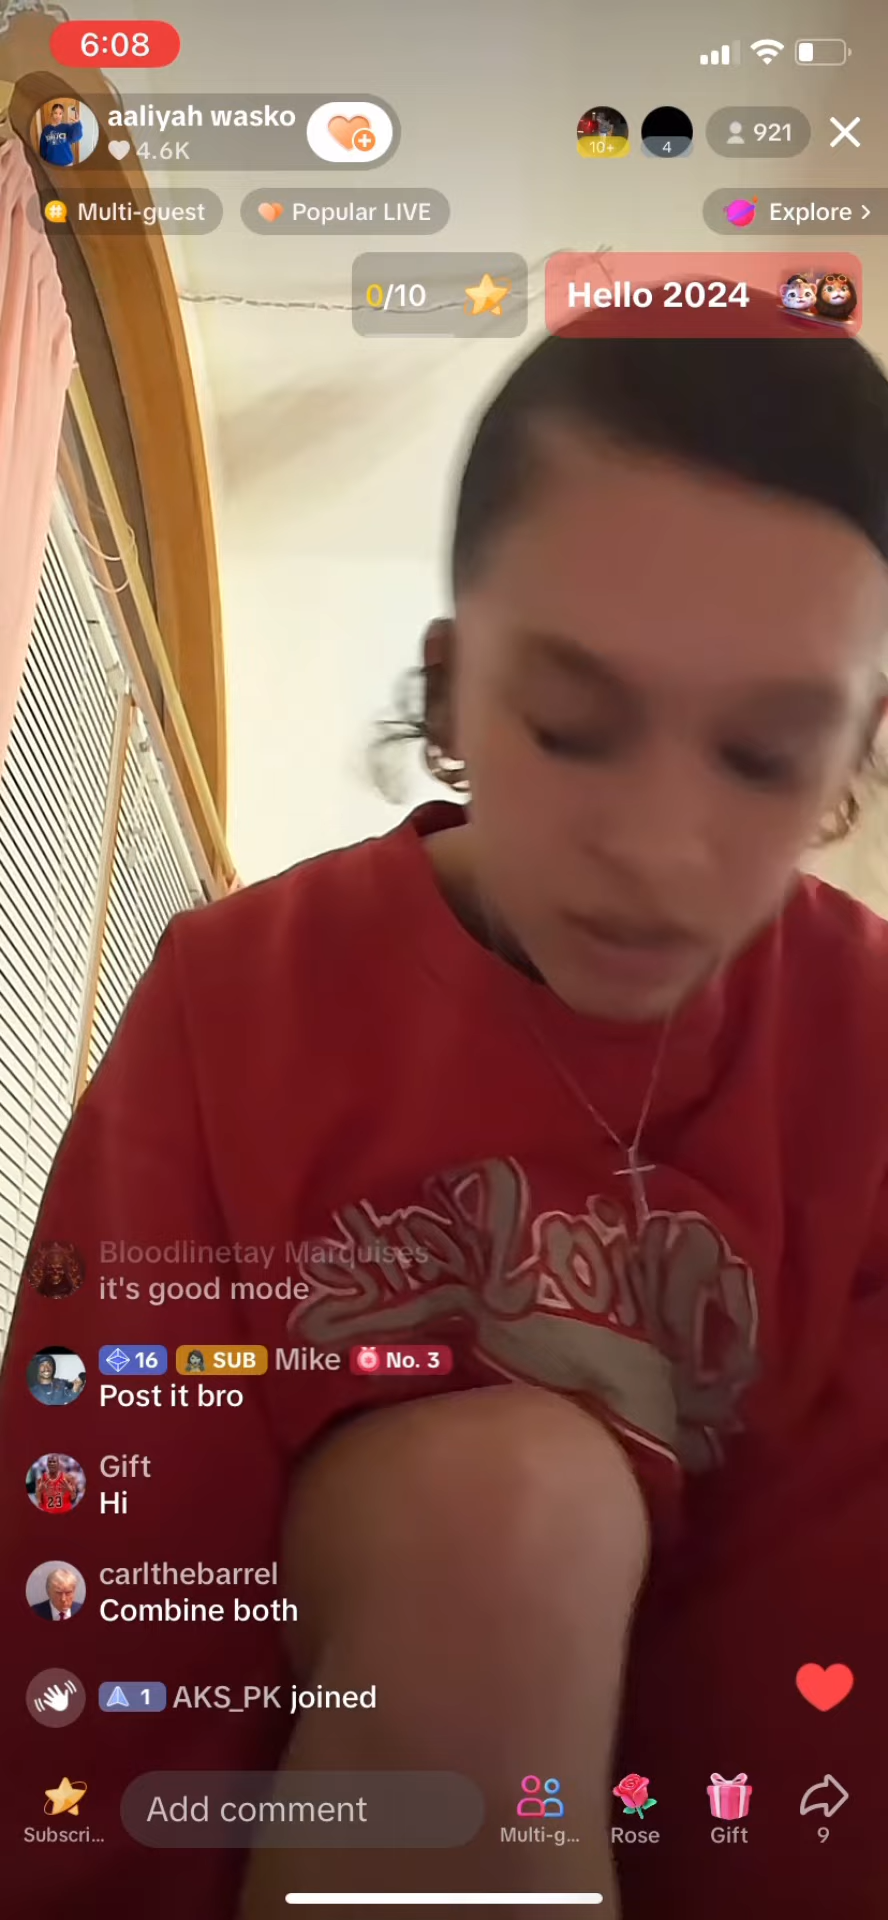 6:08
aaliyah wasko
4.6K
10+
4
921
Multi-guest
Popular LIVE
Explore >
0/10
Hello 2024
Bloodlinetay Marquises
it's good mode
16 SUB Mike No. 3
Post it bro
Gift
Hi
23
carlthebarrel
Combine both
1 AKS_PK joined
Add comment
Subscri...
Multi-g...
Rose
Gift
9